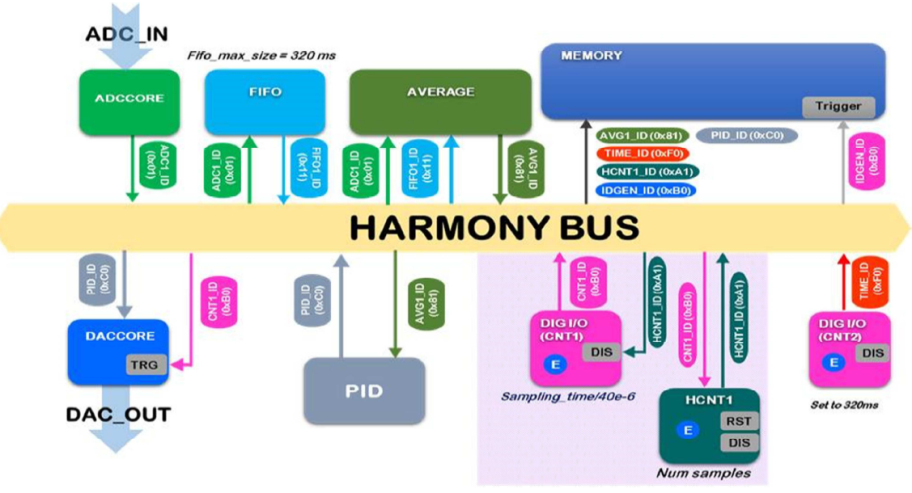 ADC_IN
Fifo_max_size = 320 ms
ADCCORE
FIFO
AVERAGE
MEMORY
Trigger
ADC1_ID
(0x01)
ADC1_ID
(0x01)
FIFO1_ID
(0x11)
ADC1_ID
(0x01)
FIFO1_ID
(0x11)
AVG1_ID
(0x81)
AVG1_ID (0x81)
PID_ID (0xC0)
TIME_ID (0xF0)
HCNT1_ID (0xA1)
IDGEN_ID (0xB0)
IDGEN_ID
(0xB0)
HARMONY BUS
PID_ID
(0xC0)
CNT1_ID
(0xB0)
PID_ID
(0xC0)
AVG1_ID
(0x81)
CNT1_ID
(0xB0)
HCNT1_ID (0xA1)
CNT1_ID (0xB0)
HCNT1_ID (0xA1)
TIME_ID
(0xF0)
DACCORE
TRG
DAC_OUT
PID
DIG I/O
(CNT1)
E
DIS
Sampling_time/40e-6
HCNT1
E
RST
DIS
Num samples
DIG I/O
(CNT2)
E
DIS
Set to 320ms